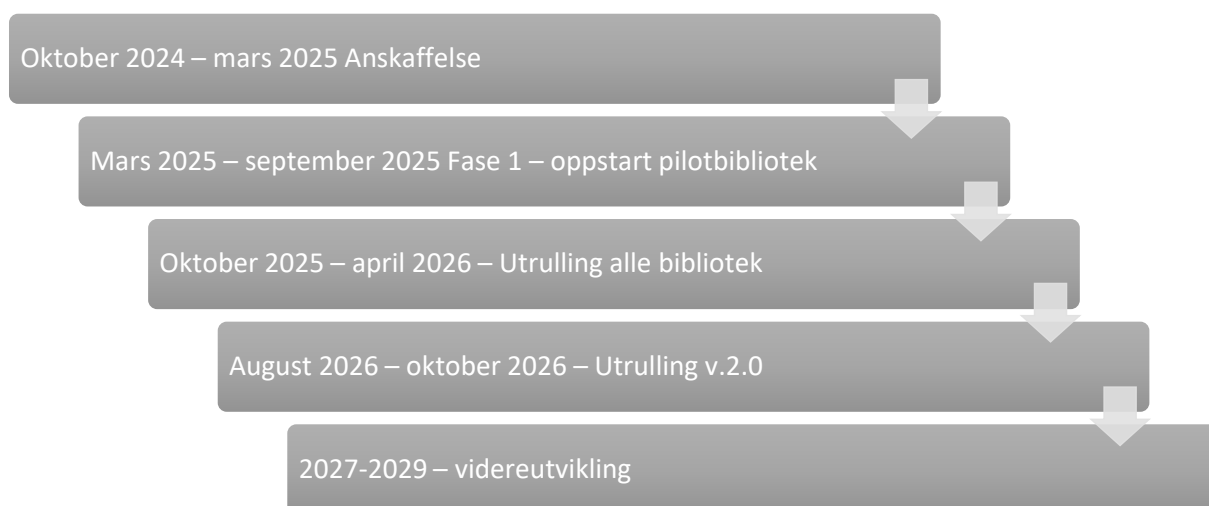 Oktober 2024 – mars 2025 Anskaffelse
Mars 2025 – september 2025 Fase 1 – oppstart pilotbibliotek
Oktober 2025 – april 2026 – Utrulling alle bibliotek
August 2026 – oktober 2026 – Utrulling v.2.0
2027-2029 – videreutvikling